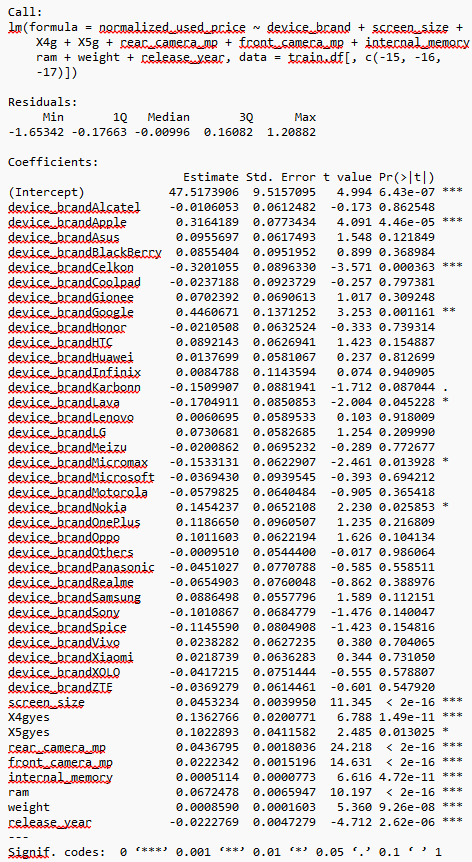 Call:
lm(formula = normalized_used_price ~ device_brand + screen_size +
    X4g + X5g + rear_camera_mp + front_camera_mp + internal_memory
    ram + weight + release_year, data = train.df[, c(-15, -16,
    -17)])

Residuals:
     Min       1Q   Median       3Q      Max
-1.65342 -0.17663 -0.00996  0.16082  1.20882

Coefficients:
                         Estimate Std. Error t value Pr(>|t|)
(Intercept)            47.5173906  9.5157095   4.994 6.43e-07 ***
device_brandAlcatel    -0.0106053  0.0612482  -0.173 0.862548
device_brandApple       0.3164189  0.0773434   4.091 4.46e-05 ***
device_brandAsus        0.0955697  0.0617493   1.548 0.121849
device_brandBlackBerry  0.0855404  0.0951952   0.899 0.368984
device_brandCelkon     -0.3201055  0.0896330  -3.571 0.000363 ***
device_brandCoolpad    -0.0237188  0.0923729  -0.257 0.797381
device_brandGionee      0.0702392  0.0690613   1.017 0.309248
device_brandGoogle      0.4460671  0.1371252   3.253 0.001161 **
device_brandHonor      -0.0210508  0.0632524  -0.333 0.739314
device_brandHTC         0.0892143  0.0626941   1.423 0.154887
device_brandHuawei      0.0137699  0.0581067   0.237 0.812699
device_brandInfinix     0.0084788  0.1143594   0.074 0.940905
device_brandKarbonn    -0.1509907  0.0881941  -1.712 0.087044 .
device_brandLava       -0.1704911  0.0850853  -2.004 0.045228 *
device_brandLenovo      0.0060695  0.0589533   0.103 0.918009
device_brandLG          0.0730681  0.0582685   1.254 0.209990
device_brandMeizu      -0.0200862  0.0695232  -0.289 0.772677
device_brandMicromax   -0.1533131  0.0622907  -2.461 0.013928 *
device_brandMicrosoft  -0.0369430  0.0939545  -0.393 0.694212
device_brandMotorola   -0.0579825  0.0640484  -0.905 0.365418
device_brandNokia       0.1454237  0.0652108   2.230 0.025853 *
device_brandOnePlus     0.1186650  0.0960507   1.235 0.216809
device_brandOppo        0.1011603  0.0622194   1.626 0.104134
device_brandOthers     -0.0009510  0.0544400  -0.017 0.986064
device_brandPanasonic  -0.0451027  0.0770788  -0.585 0.558511
device_brandRealme     -0.0654903  0.0760048  -0.862 0.388976
device_brandSamsung     0.0886498  0.0557796   1.589 0.112151
device_brandSony       -0.1010867  0.0684779  -1.476 0.140047
device_brandSpice      -0.1145590  0.0804908  -1.423 0.154816
device_brandVivo        0.0238282  0.0627235   0.380 0.704065
device_brandXiaomi      0.0218739  0.0636283   0.344 0.731050
device_brandXOLO       -0.0417215  0.0751444  -0.555 0.578807
device_brandZTE        -0.0369279  0.0614461  -0.601 0.547920
screen_size             0.0453234  0.0039950  11.345  < 2e-16 ***
X4gyes                  0.1362766  0.0200771   6.788 1.49e-11 ***
X5gyes                  0.1022893  0.0411582   2.485 0.013025 *
rear_camera_mp          0.0436795  0.0018036  24.218  < 2e-16 ***
front_camera_mp         0.0222342  0.0015196  14.631  < 2e-16 ***
internal_memory         0.0005114  0.0000773   6.616 4.72e-11 ***
ram                     0.0672478  0.0065947  10.197  < 2e-16 ***
weight                  0.0008590  0.0001603   5.360 9.26e-08 ***
release_year           -0.0222769  0.0047279  -4.712 2.62e-06 ***
---
Signif. codes:  0 ‘***’ 0.001 ‘**’ 0.01 ‘*’ 0.05 ‘.’ 0.1 ‘ ’ 1